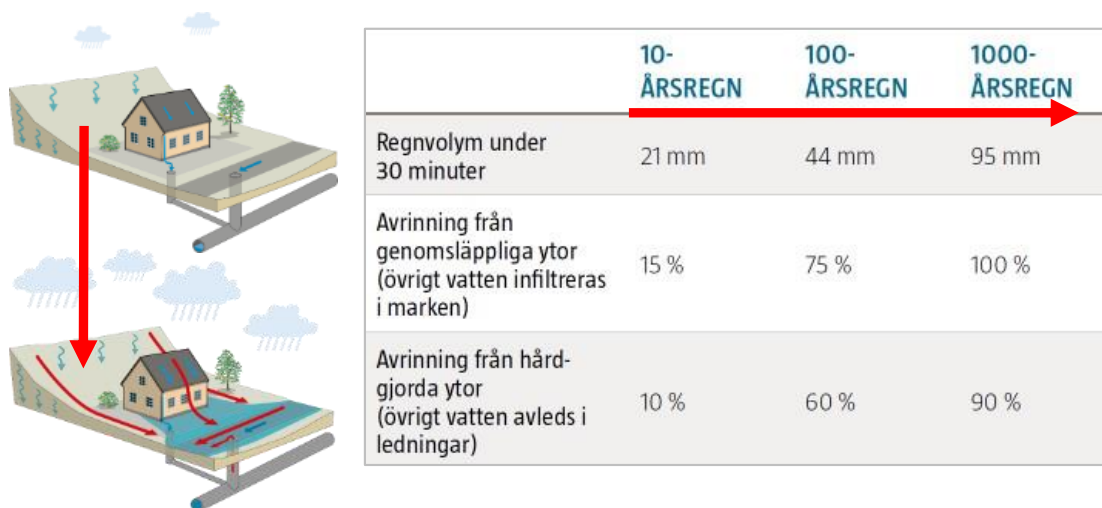 10-
ÅRSREGN
100-
ÅRSREGN
1000-
ÅRSREGN
Regnvolym under
30 minuter
21 mm
44 mm
95 mm
Avrinning från
genomsläppliga ytor
(övrigt vatten infiltreras
i marken)
15 %
75 %
100 %
Avrinning från hård-
gjorda ytor
(övrigt vatten avleds i
ledningar)
10 %
60 %
90 %